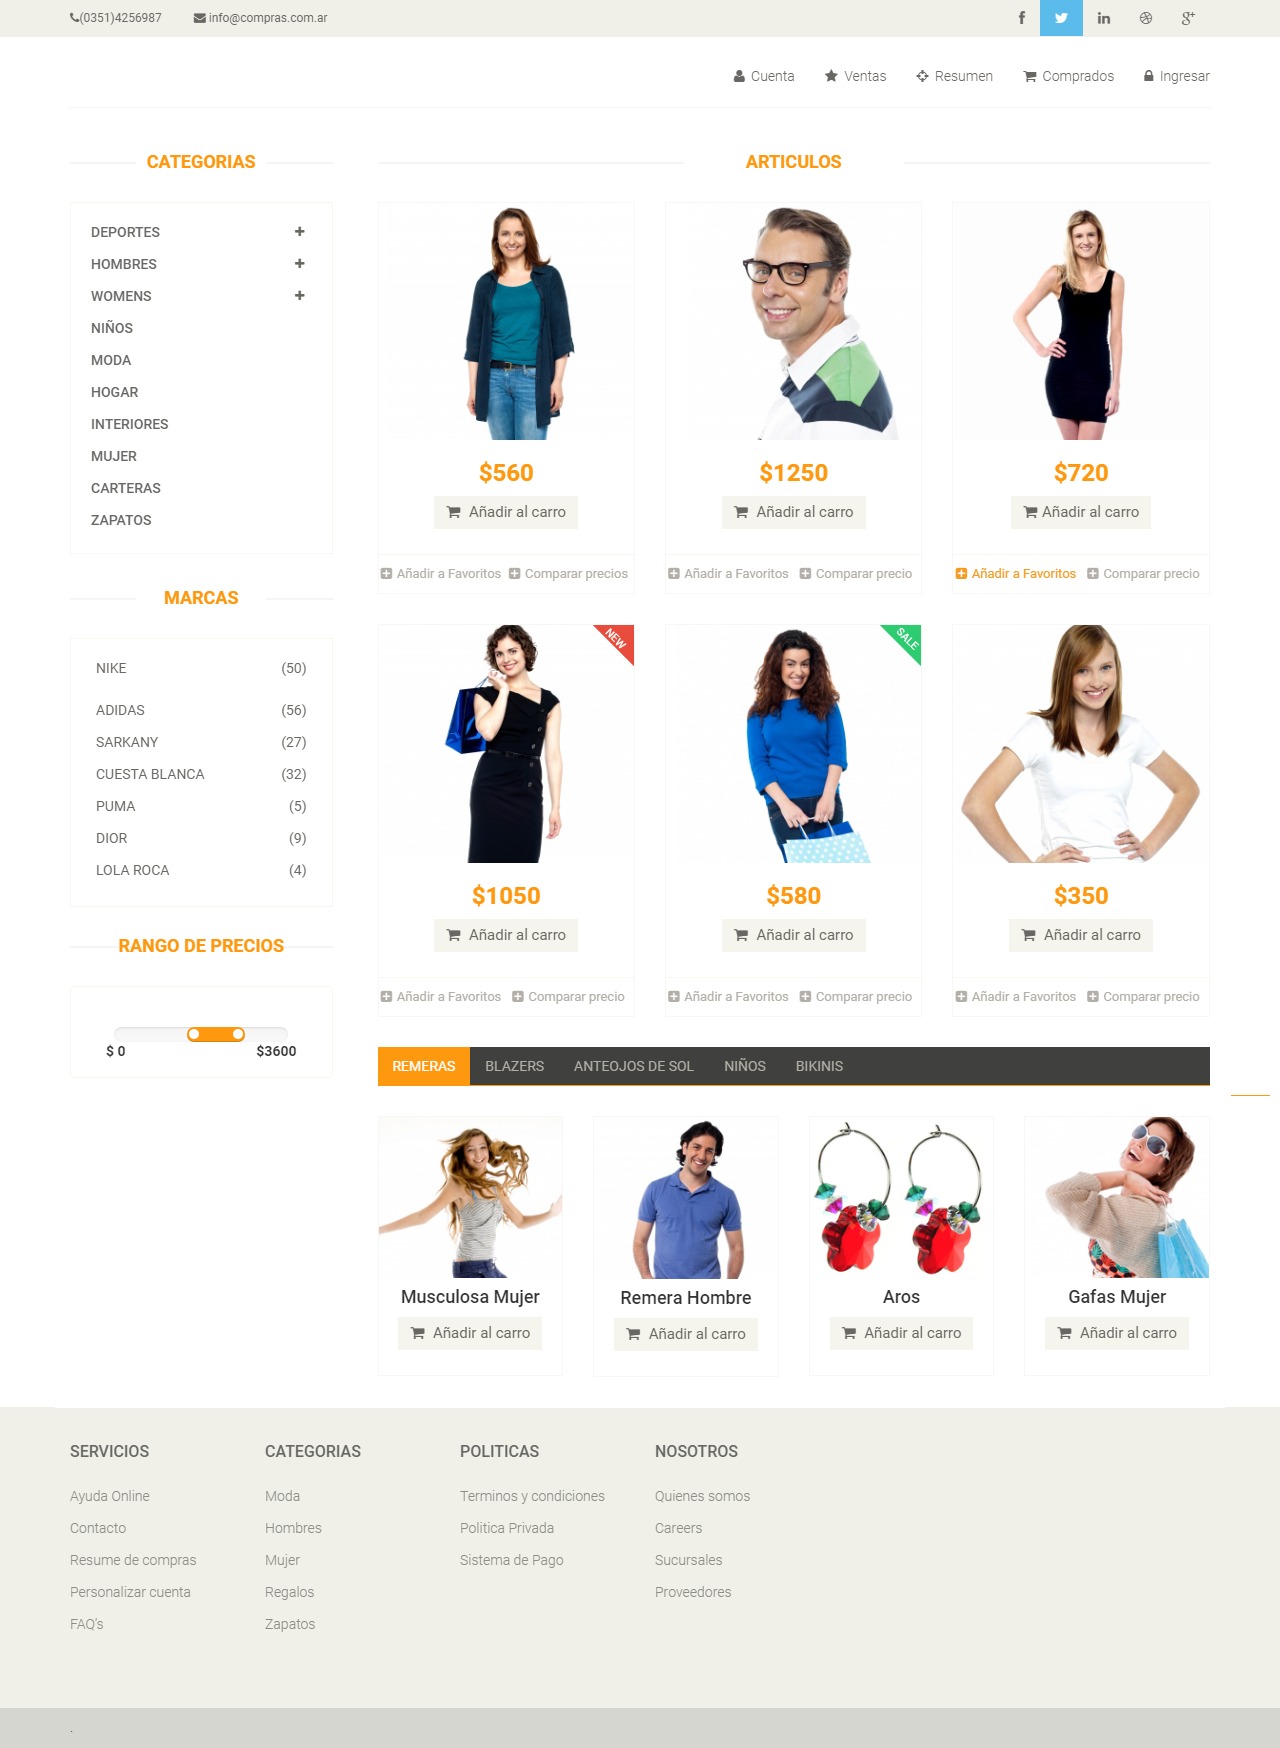 (0351)4256987 info@compras.com.ar
Cuenta Ventas Resumen Comprados Ingresar
CATEGORIAS
DEPORTES
HOMBRES
WOMENS
NIÑOS
MODA
HOGAR
INTERIORES
MUJER
CARTERAS
ZAPATOS
MARCAS
NIKE (50)
ADIDAS (56)
SARKANY (27)
CUESTA BLANCA (32)
PUMA (5)
DIOR (9)
LOLA ROCA (4)
RANGO DE PRECIOS
$ 0 $3600
ARTICULOS
$560 $1250 $720
Añadir al carro Añadir al carro Añadir al carro
Añadir a Favoritos Comparar precios Añadir a Favoritos Comparar precio Añadir a Favoritos Comparar precio
NEW SALE
$1050 $580 $350
Añadir al carro Añadir al carro Añadir al carro
Añadir a Favoritos Comparar precio Añadir a Favoritos Comparar precio Añadir a Favoritos Comparar precio
REMERAS BLAZERS ANTEOJOS DE SOL NIÑOS BIKINIS
Musculosa Mujer Remera Hombre Aros Gafas Mujer
Añadir al carro Añadir al carro Añadir al carro Añadir al carro
SERVICIOS CATEGORIAS POLITICAS NOSOTROS
Ayuda Online Moda Terminos y condiciones Quienes somos
Contacto Hombres Politica Privada Careers
Resume de compras Mujer Sistema de Pago Sucursales
Personalizar cuenta Regalos Proveedores
FAQ's Zapatos
.